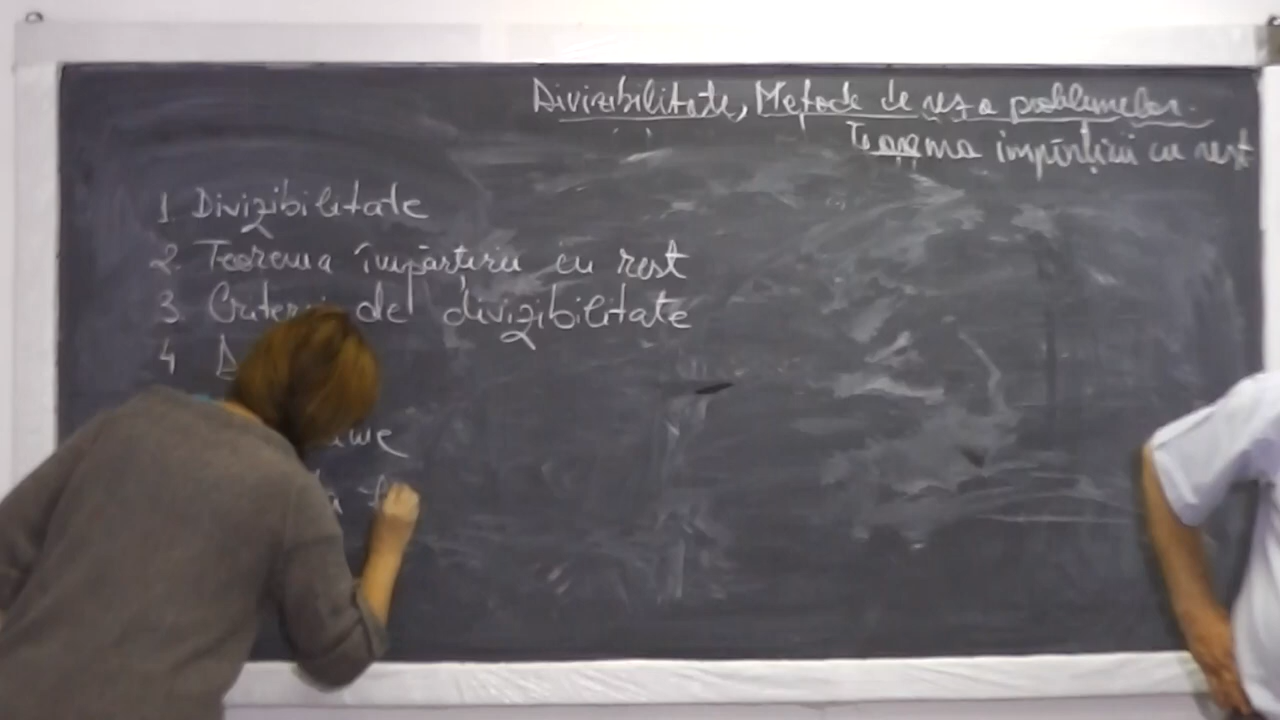 Divizibilitate, Metode de rez. a problemelor.
Teorema împărțirii cu rest
1. Divizibilitate
2. Teorema împărțirii cu rest
3. de divizibilitate
4